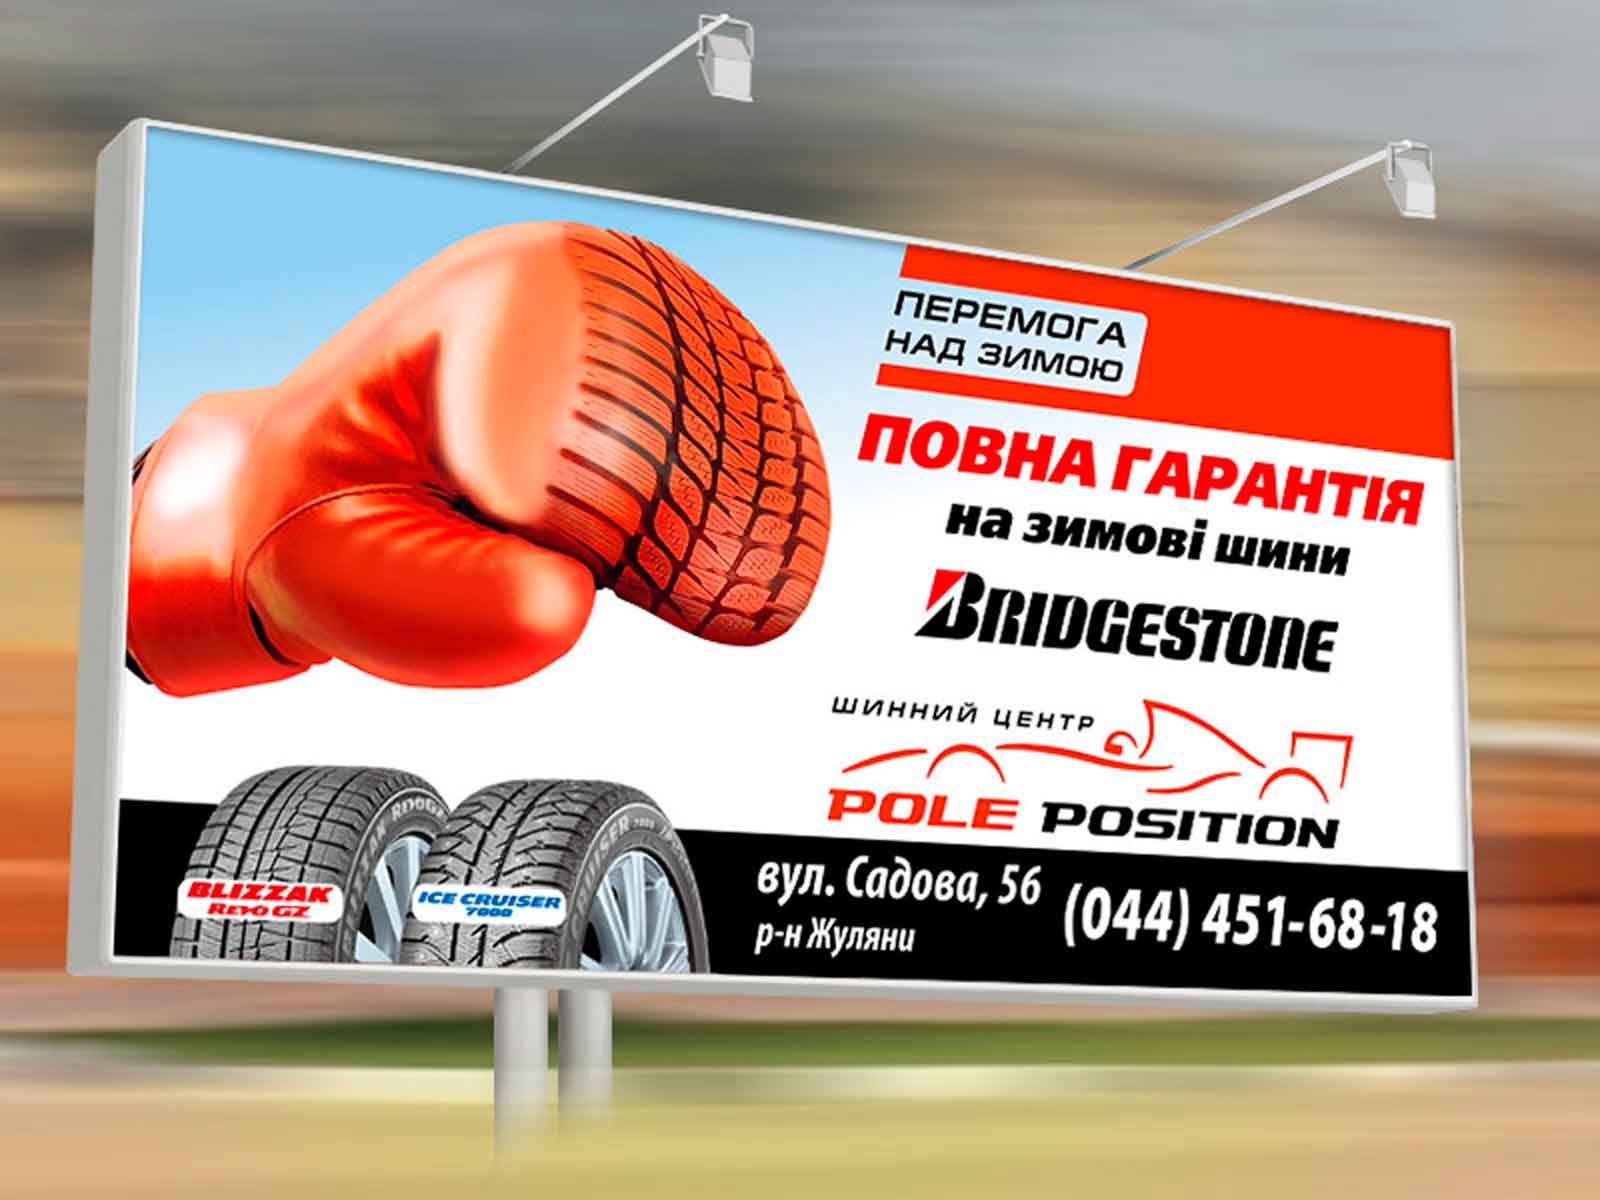 ПЕРЕМОГА
НАД ЗИМОЮ
ПОВНА ГАРАНТІЯ
на зимові шини
BRIDGESTONE
ШИННИЙ ЦЕНТР
POLE POSITION
BLIZZAK
REVO GZ
ICE CRUISER
7000
вул. Садова, 56
р-н Жуляни
(044) 451-68-18